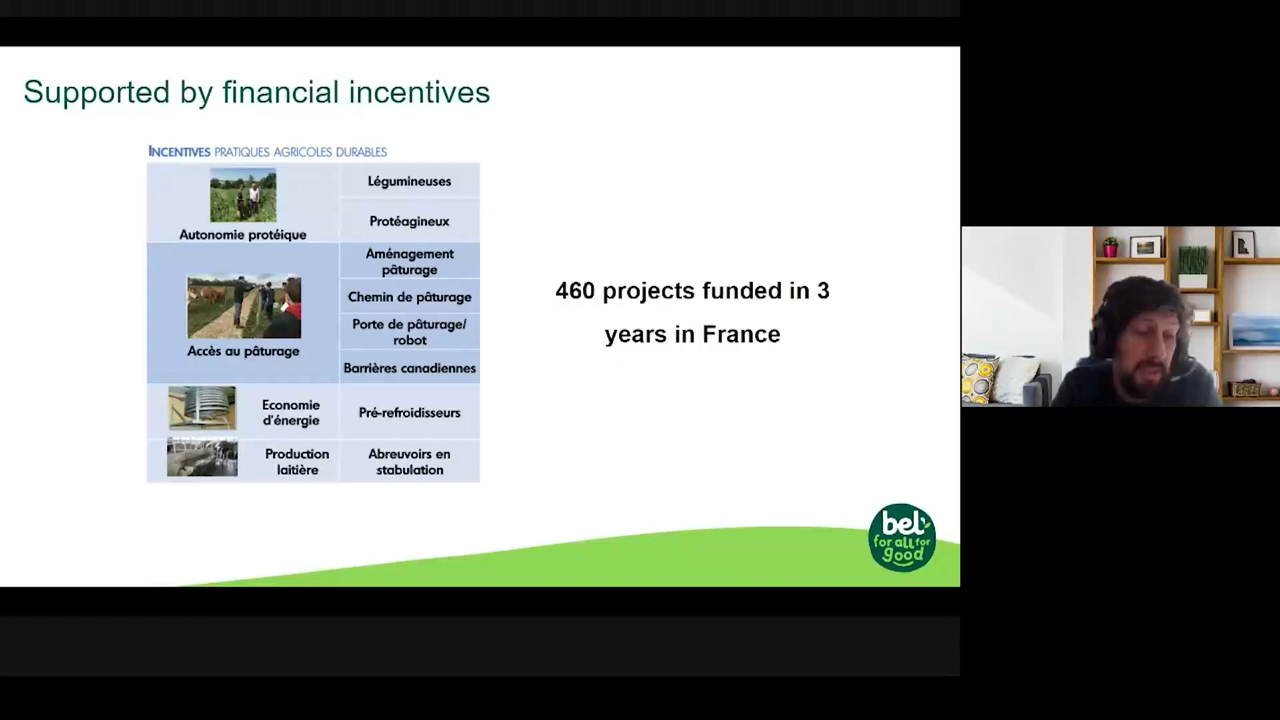 Supported by financial incentives
INCENTIVES PRATIQUES AGRICOLES DURABLES
Autonomie protéique
Légumineuses
Protéagineux
Accès au pâturage
Aménagement
pâturage
Chemin de pâturage
Porte de pâturage/
robot
Barrières canadiennes
Economie
d'énergie
Pré-refroidisseurs
Production
laitière
Abreuvoirs en
stabulation
460 projects funded in 3
years in France
bel
for all for
good